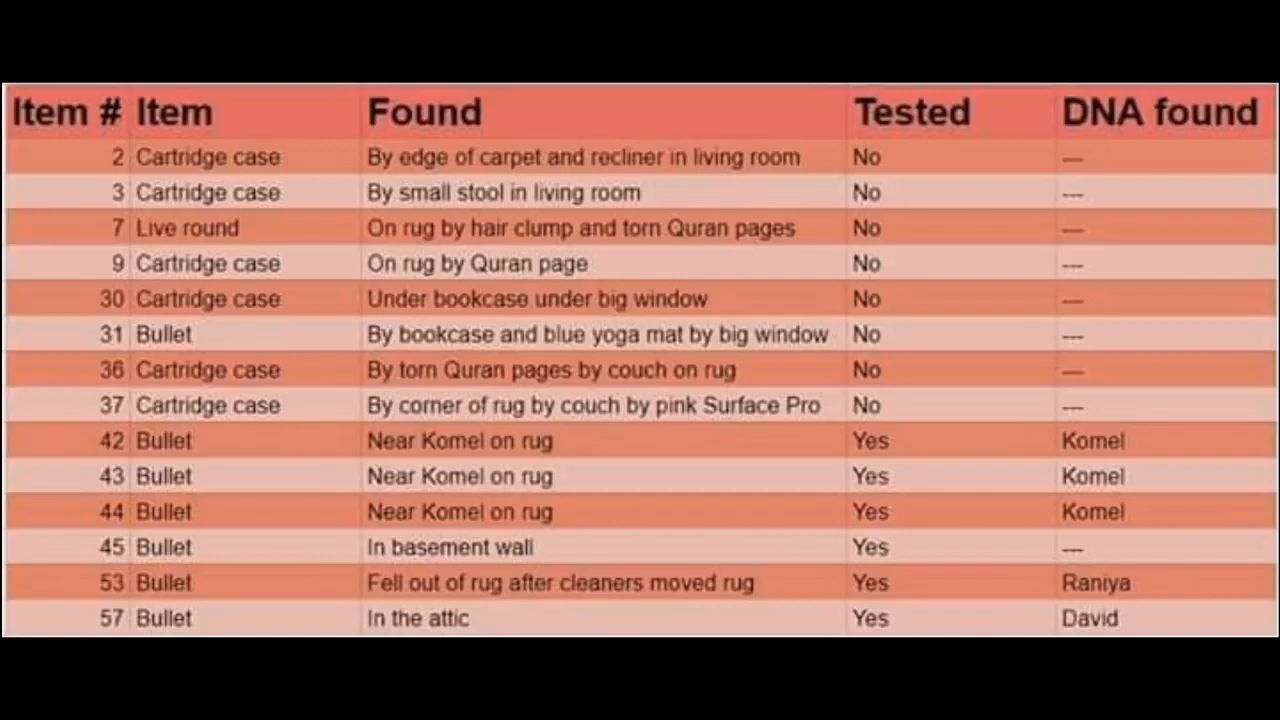 Item # Item Found Tested DNA found
2 Cartridge case By edge of carpet and recliner in living room No ---
3 Cartridge case By small stool in living room No ---
7 Live round On rug by hair clump and torn Quran pages No ---
9 Cartridge case On rug by Quran page No ---
30 Cartridge case Under bookcase under big window No ---
31 Bullet By bookcase and blue yoga mat by big window No ---
36 Cartridge case By torn Quran pages by couch on rug No ---
37 Cartridge case By corner of rug by couch by pink Surface Pro No ---
42 Bullet Near Komel on rug Yes Komel
43 Bullet Near Komel on rug Yes Komel
44 Bullet Near Komel on rug Yes Komel
45 Bullet In basement wall Yes ---
53 Bullet Fell out of rug after cleaners moved rug Yes Raniya
57 Bullet In the attic Yes David